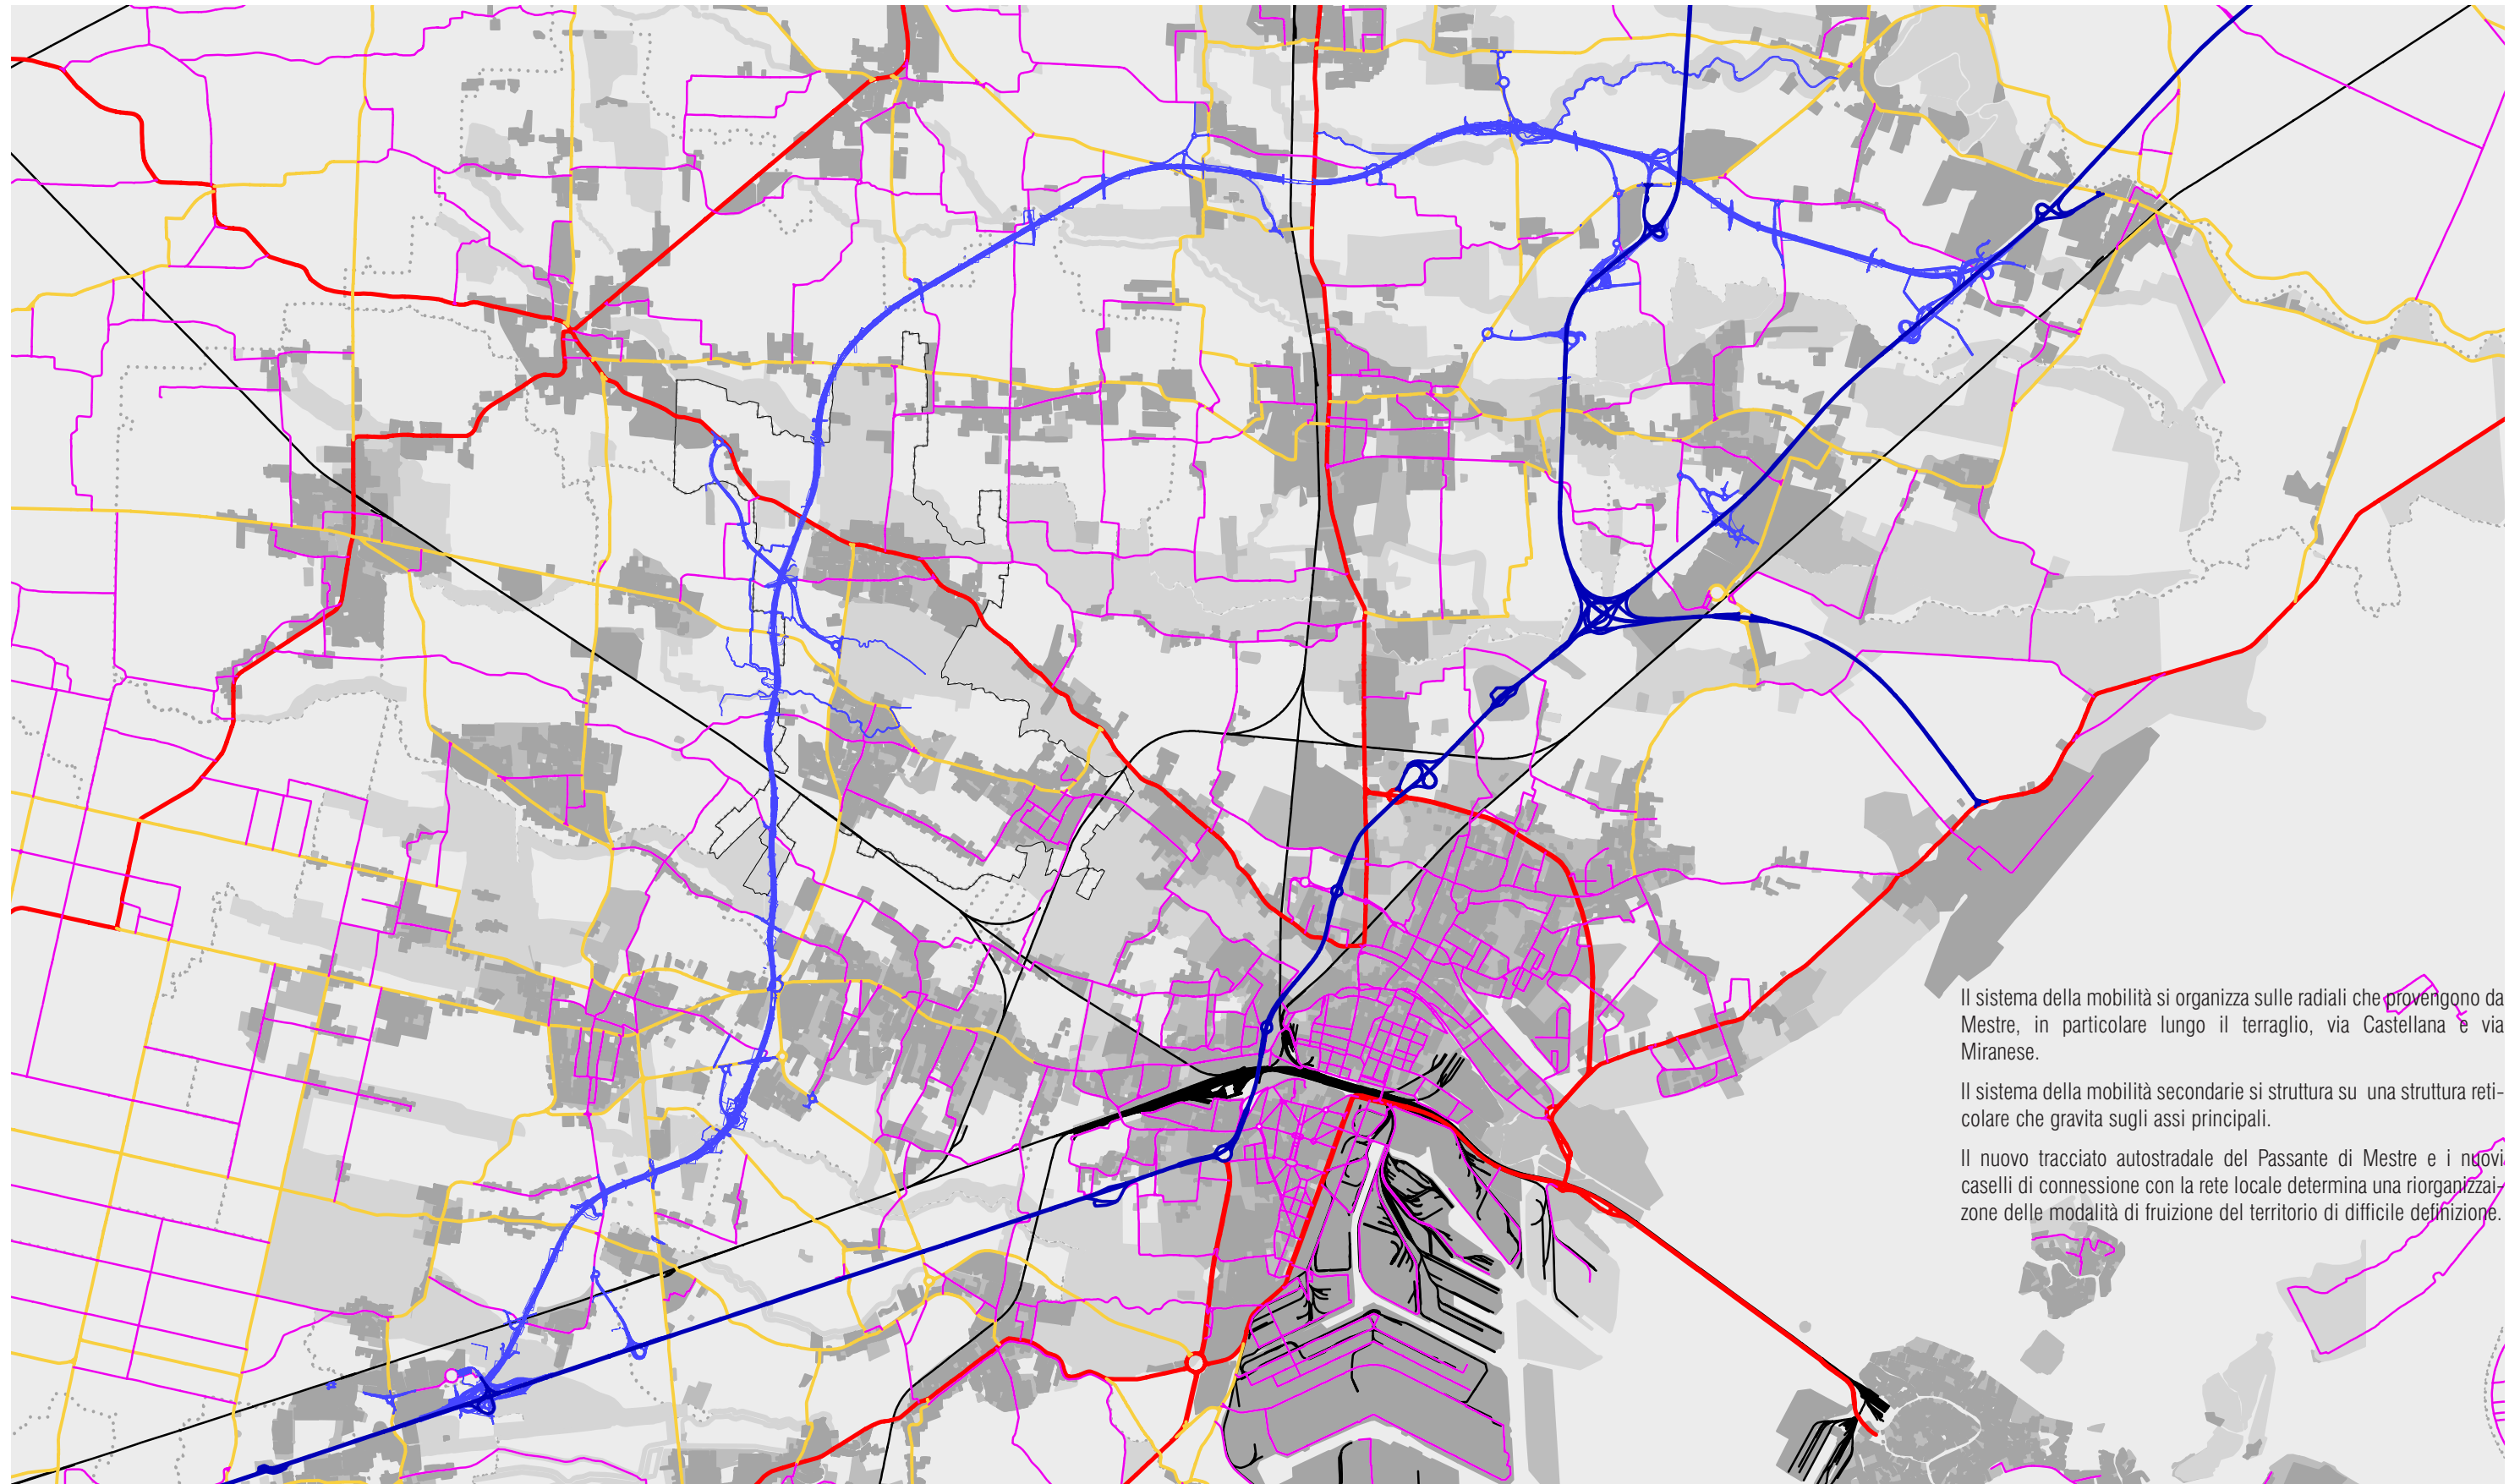 Il sistema della mobilità si organizza sulle radiali che provengono da
Mestre, in particolare lungo il terraglio, via Castellana e via
Miranese.
Il sistema della mobilità secondarie si struttura su una struttura reti-
colare che gravita sugli assi principali.
Il nuovo tracciato autostradale del Passante di Mestre e i nuovi
caselli di connessione con la rete locale determina una riorganizzai-
zone delle modalità di fruizione del territorio di difficile definizione.